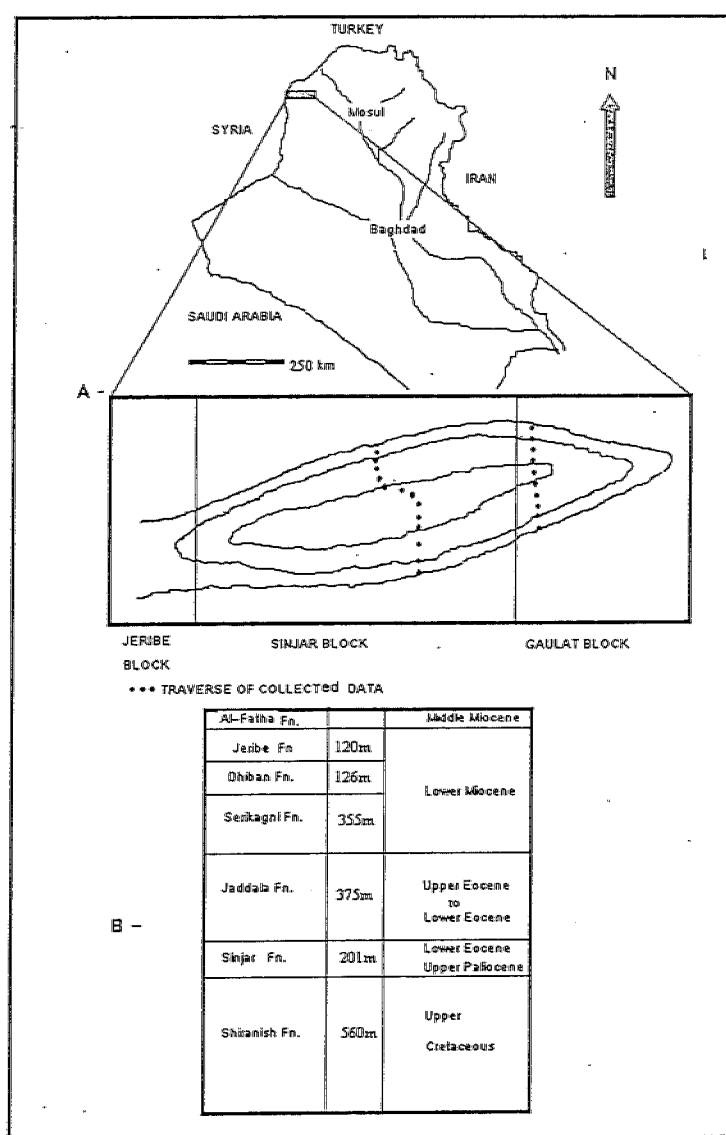 TURKEY
N
Mosul
SYRIA
IRAN
Baghdad
SAUDI ARABIA
250 km
A -
JERIBE BLOCK
SINJAR BLOCK
GAULAT BLOCK
••• TRAVERSE OF COLLECTed DATA
B -
Al-Fatha Fn. Middle Miocene
Jeribe Fn 120m
Dhiban Fn. 126m
Lower Miocene
Serikagni Fn. 355m
Jaddala Fn. 375m Upper Eocene
to
Lower Eocene
Sinjar Fn. 201m Lower Eocene
Upper Paliocene
Shiranish Fn. 560m Upper
Cretaceous